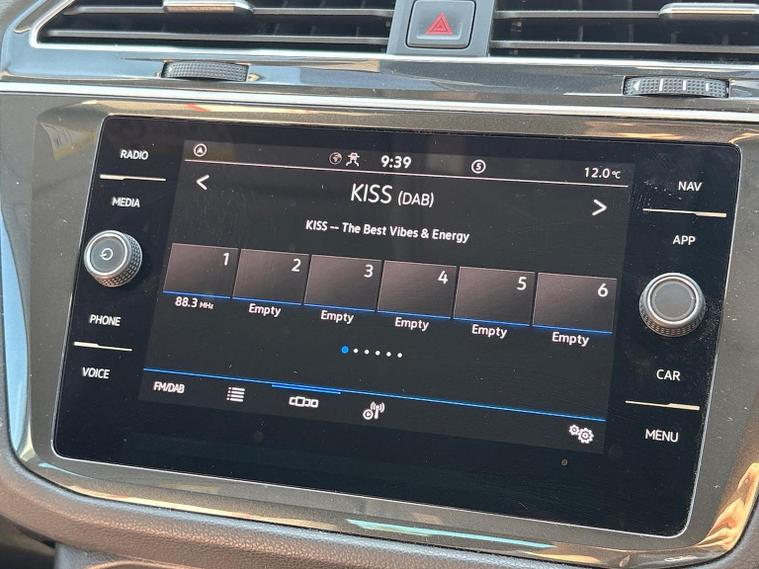 RADIO
MEDIA
PHONE
VOICE
9:39
5
12.0 °C
<
KISS (DAB)
>
KISS -- The Best Vibes & Energy
1
2
3
4
5
6
88.3 MHz
Empty
Empty
Empty
Empty
Empty
FM/DAB
NAV
APP
CAR
MENU